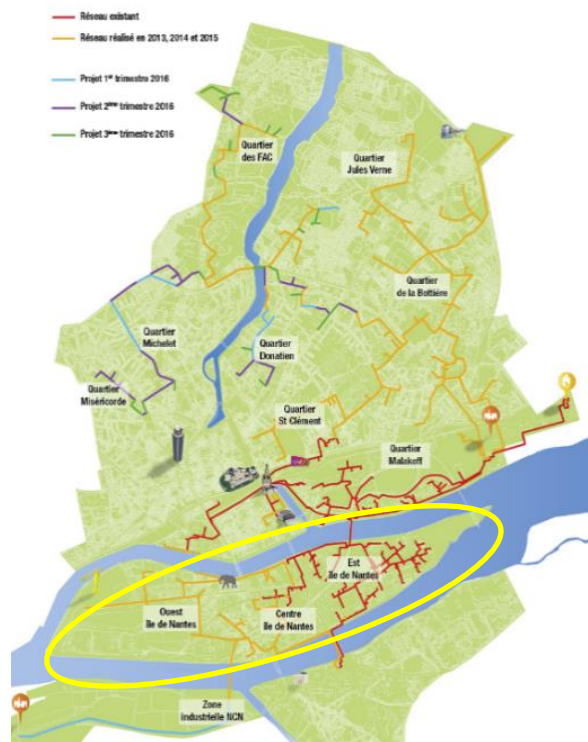 Réseau existant
Réseau réalisé en 2013, 2014 et 2015
Projet 1er trimestre 2016
Projet 2ème trimestre 2016
Projet 3ème trimestre 2016
Quartier
des FAC
Quartier
Jules Verne
Quartier
de la Bottière
Quartier
Michelet
Quartier
Donatien
Quartier
Miséricorde
Quartier
St Clément
Quartier
Malakoff
Est
Ile de Nantes
Ouest
Ile de Nantes
Centre
Ile de Nantes
Zone
industrielle NCN